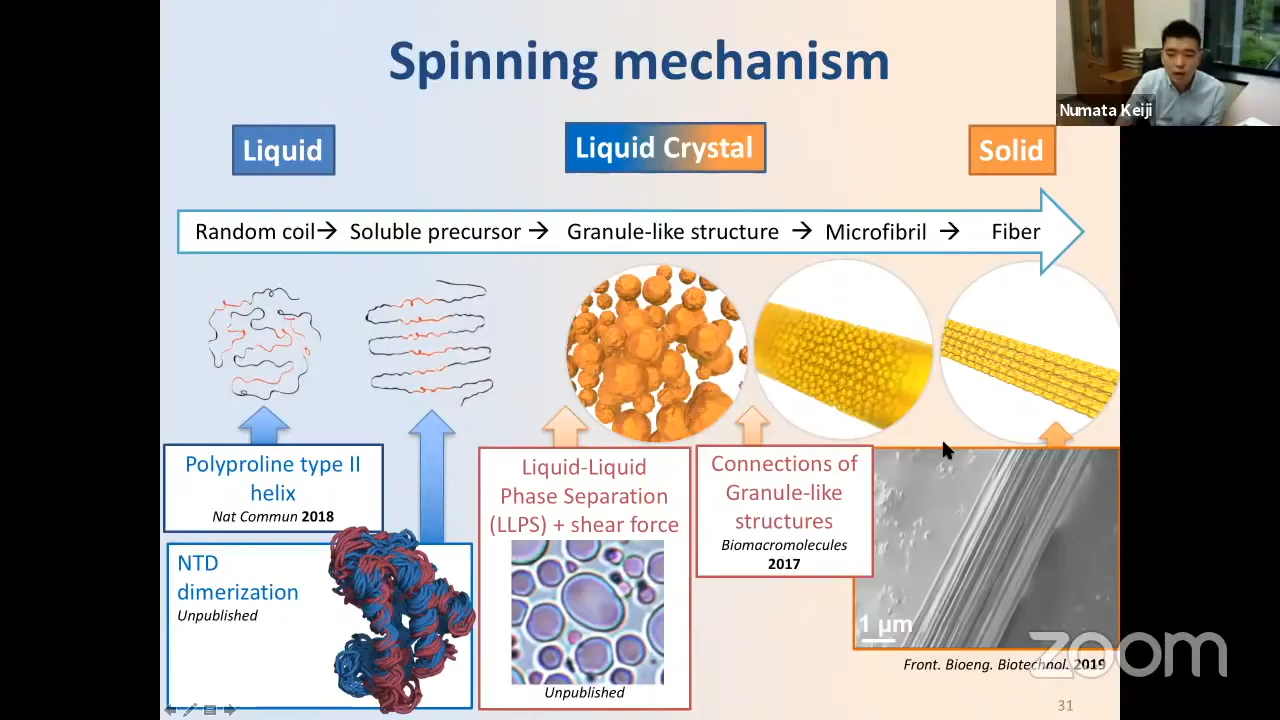 Spinning mechanism
Numata Keiji
Liquid
Liquid Crystal
Solid
Random coil→ Soluble precursor → Granule-like structure → Microfibril → Fiber
Polyproline type II
helix
Nat Commun 2018
NTD
dimerization
Unpublished
Liquid-Liquid
Phase Separation
(LLPS) + shear force
Unpublished
Connections of
Granule-like
structures
Biomacromolecules
2017
1 μm
Front. Bioeng. Biotechnol. 2019
zoom
31